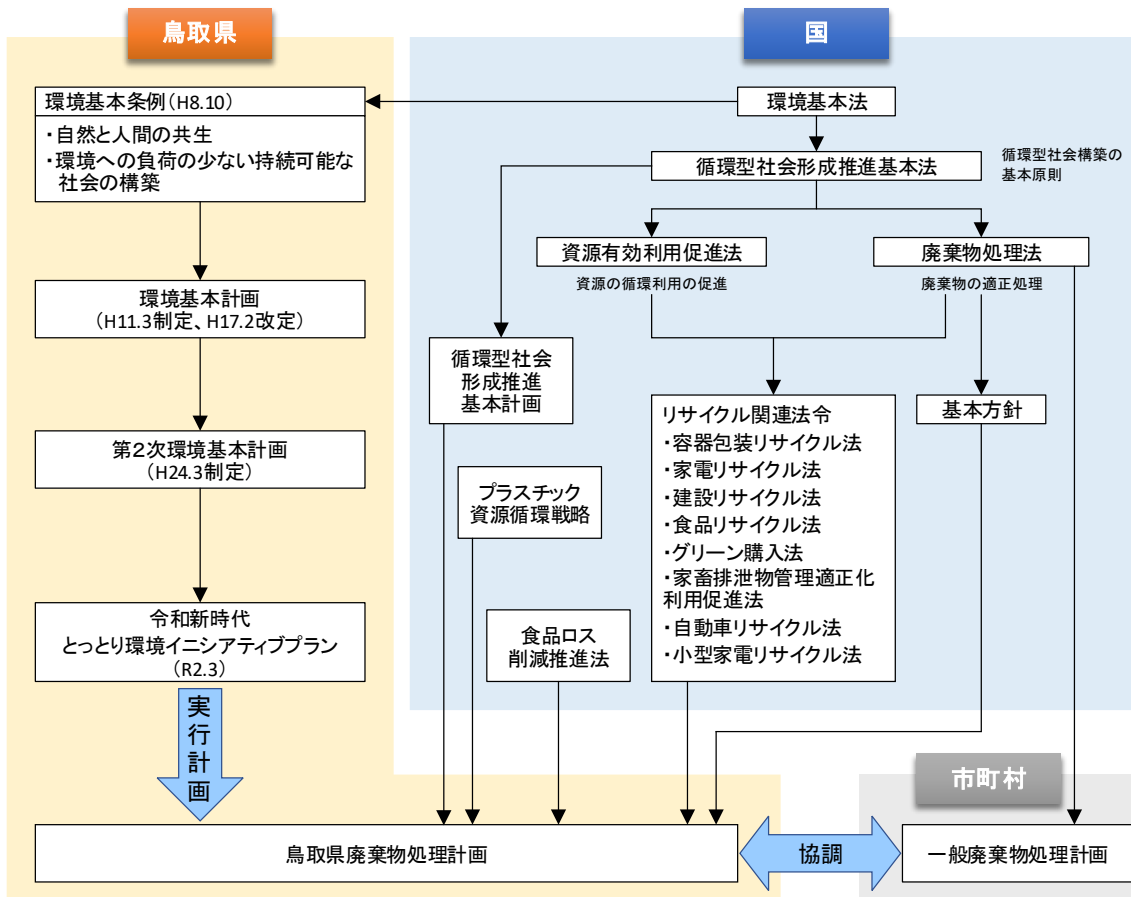 鳥取県
環境基本条例(H8.10)
・自然と人間の共生
・環境への負荷の少ない持続可能な
社会の構築
環境基本計画
(H11.3制定、H17.2改定)
第2次環境基本計画
(H24.3制定)
令和新時代
とっとり環境イニシアティブプラン
(R2.3)
実行計画
鳥取県廃棄物処理計画
国
環境基本法
循環型社会形成推進基本法
循環型社会構築の
基本原則
資源有効利用促進法
資源の循環利用の促進
廃棄物処理法
廃棄物の適正処理
循環型社会
形成推進
基本計画
プラスチック
資源循環戦略
食品ロス
削減推進法
リサイクル関連法令
・容器包装リサイクル法
・家電リサイクル法
・建設リサイクル法
・食品リサイクル法
・グリーン購入法
・家畜排泄物管理適正化
利用促進法
・自動車リサイクル法
・小型家電リサイクル法
基本方針
協調
市町村
一般廃棄物処理計画